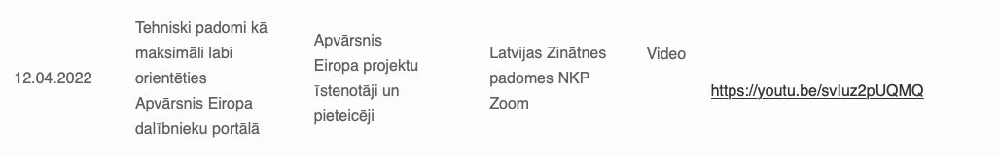 12.04.2022
Tehniski padomi kā
maksimāli labi
orientēties
Apvārsnis Eiropa
dalībnieku portālā
Apvārsnis
Eiropa projektu
īstenotāji un
pieteicēji
Latvijas Zinātnes
padomes NKP
Zoom
Video
https://youtu.be/svIuz2pUQMQ